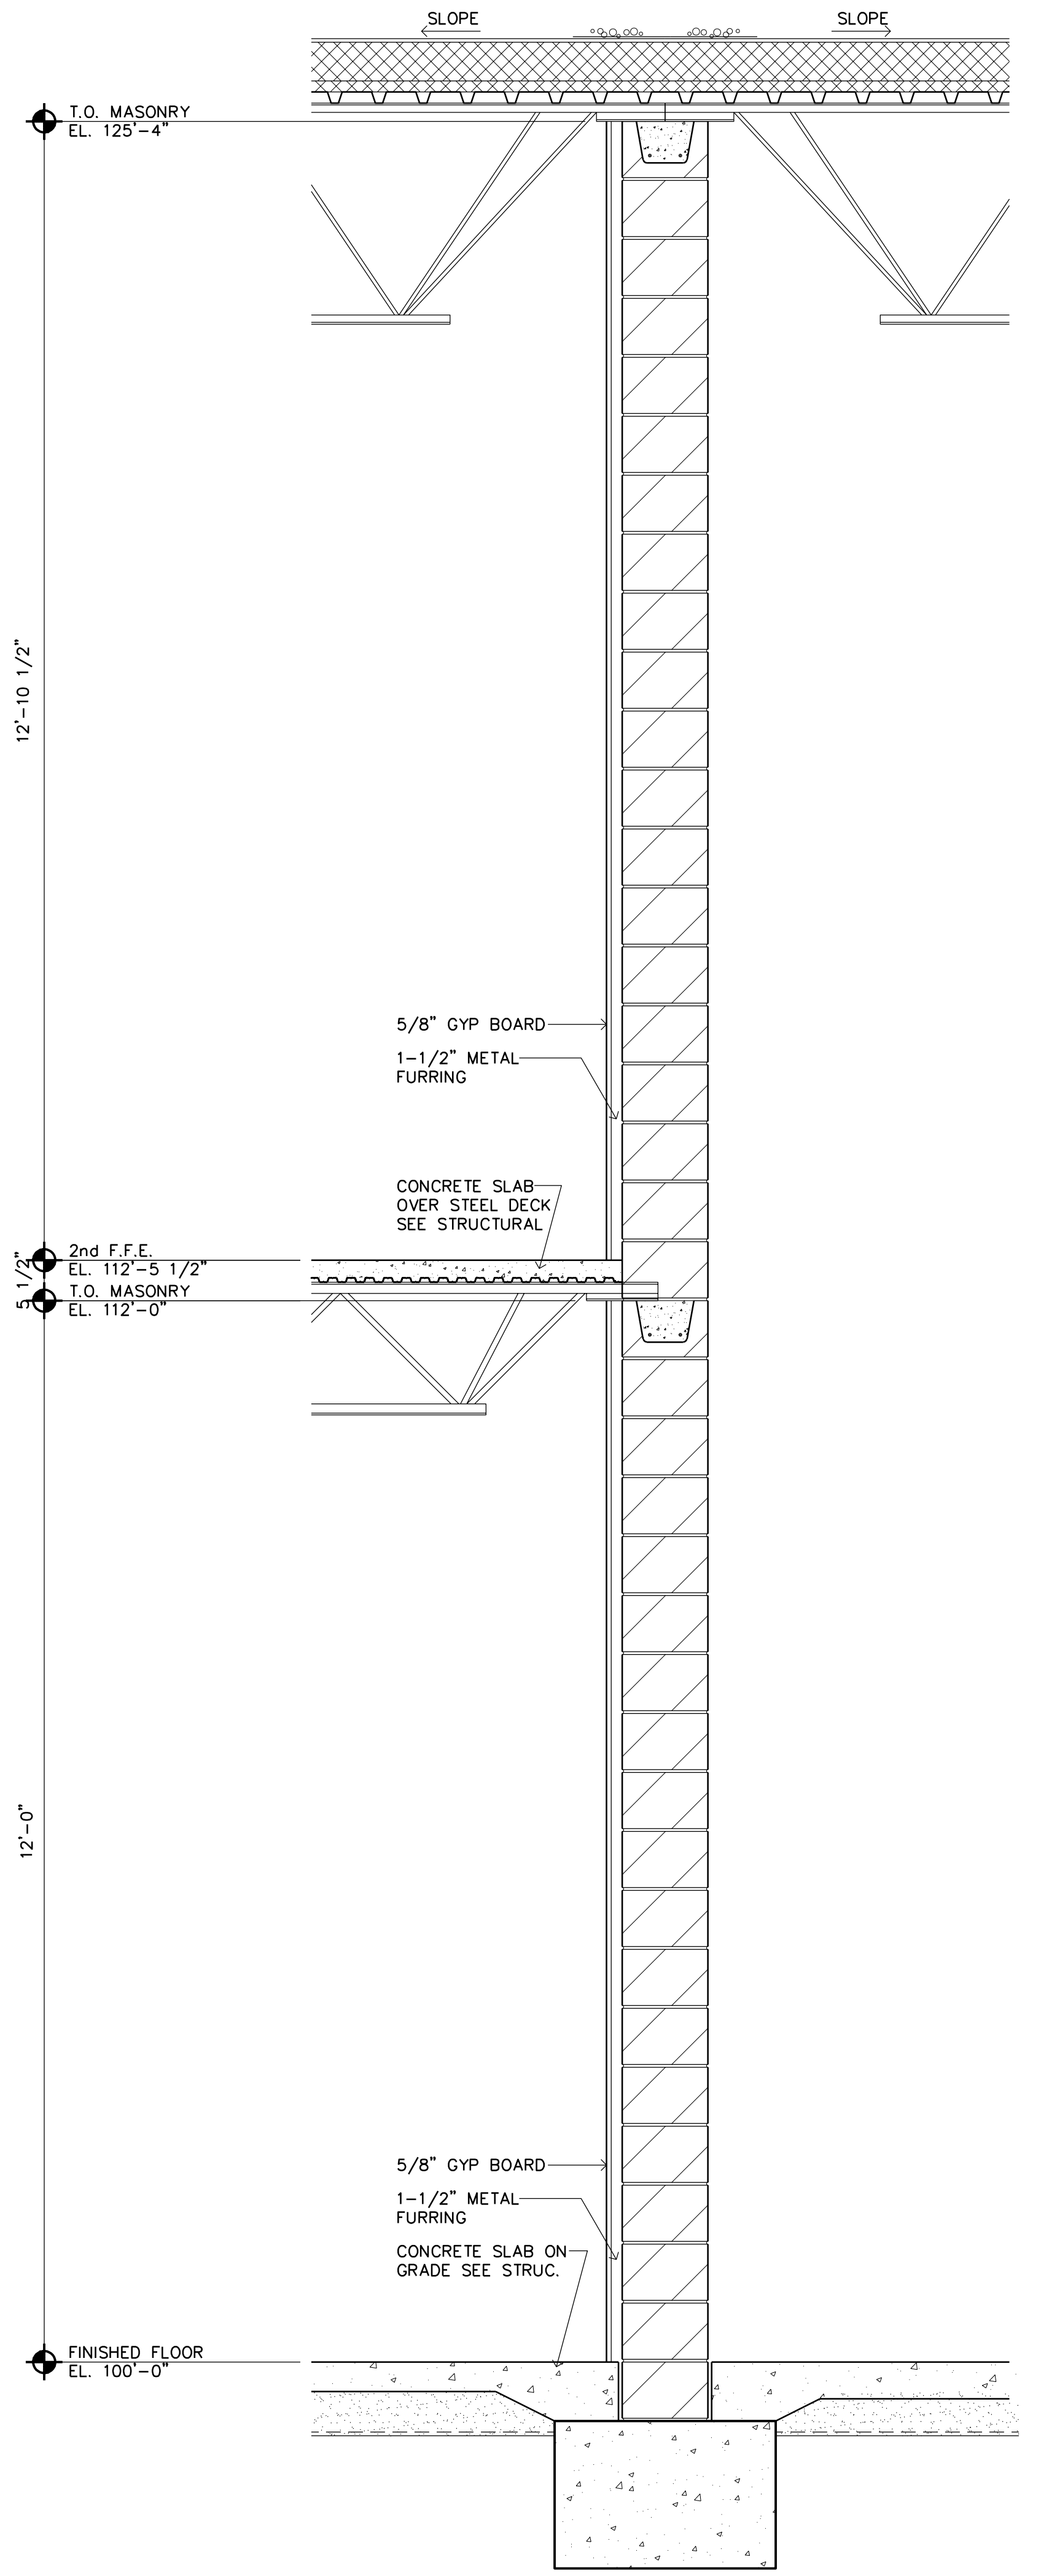 SLOPE
SLOPE
T.O. MASONRY
EL. 125'-4"
12'-10 1/2"
5/8" GYP BOARD
1-1/2" METAL
FURRING
CONCRETE SLAB
OVER STEEL DECK
SEE STRUCTURAL
2nd F.F.E.
EL. 112'-5 1/2"
5 1/2"
T.O. MASONRY
EL. 112'-0"
12'-0"
5/8" GYP BOARD
1-1/2" METAL
FURRING
CONCRETE SLAB ON
GRADE SEE STRUC.
FINISHED FLOOR
EL. 100'-0"